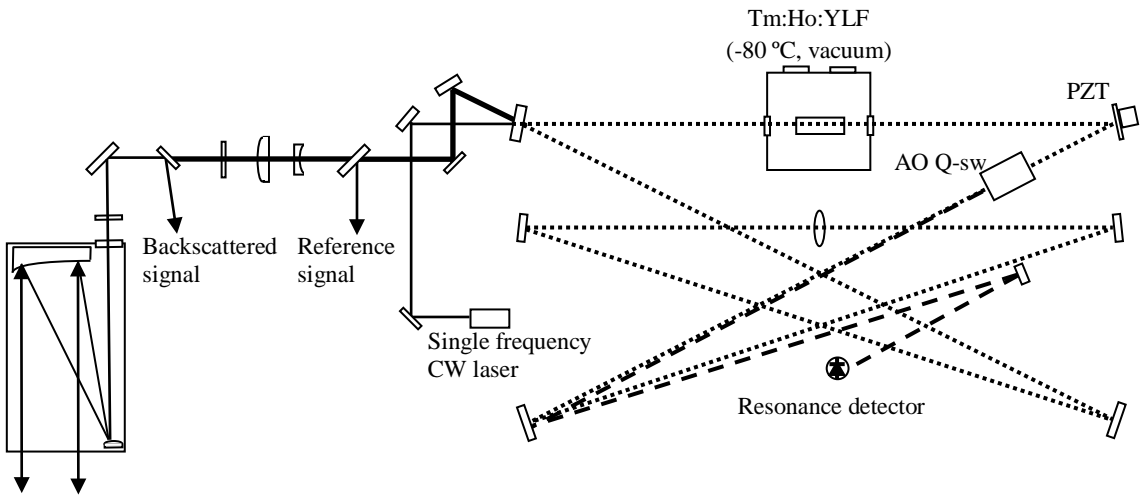 Tm:Ho:YLF
(-80 ºC, vacuum)
PZT
AO Q-sw
Backscattered
signal
Reference
signal
Single frequency
CW laser
Resonance detector